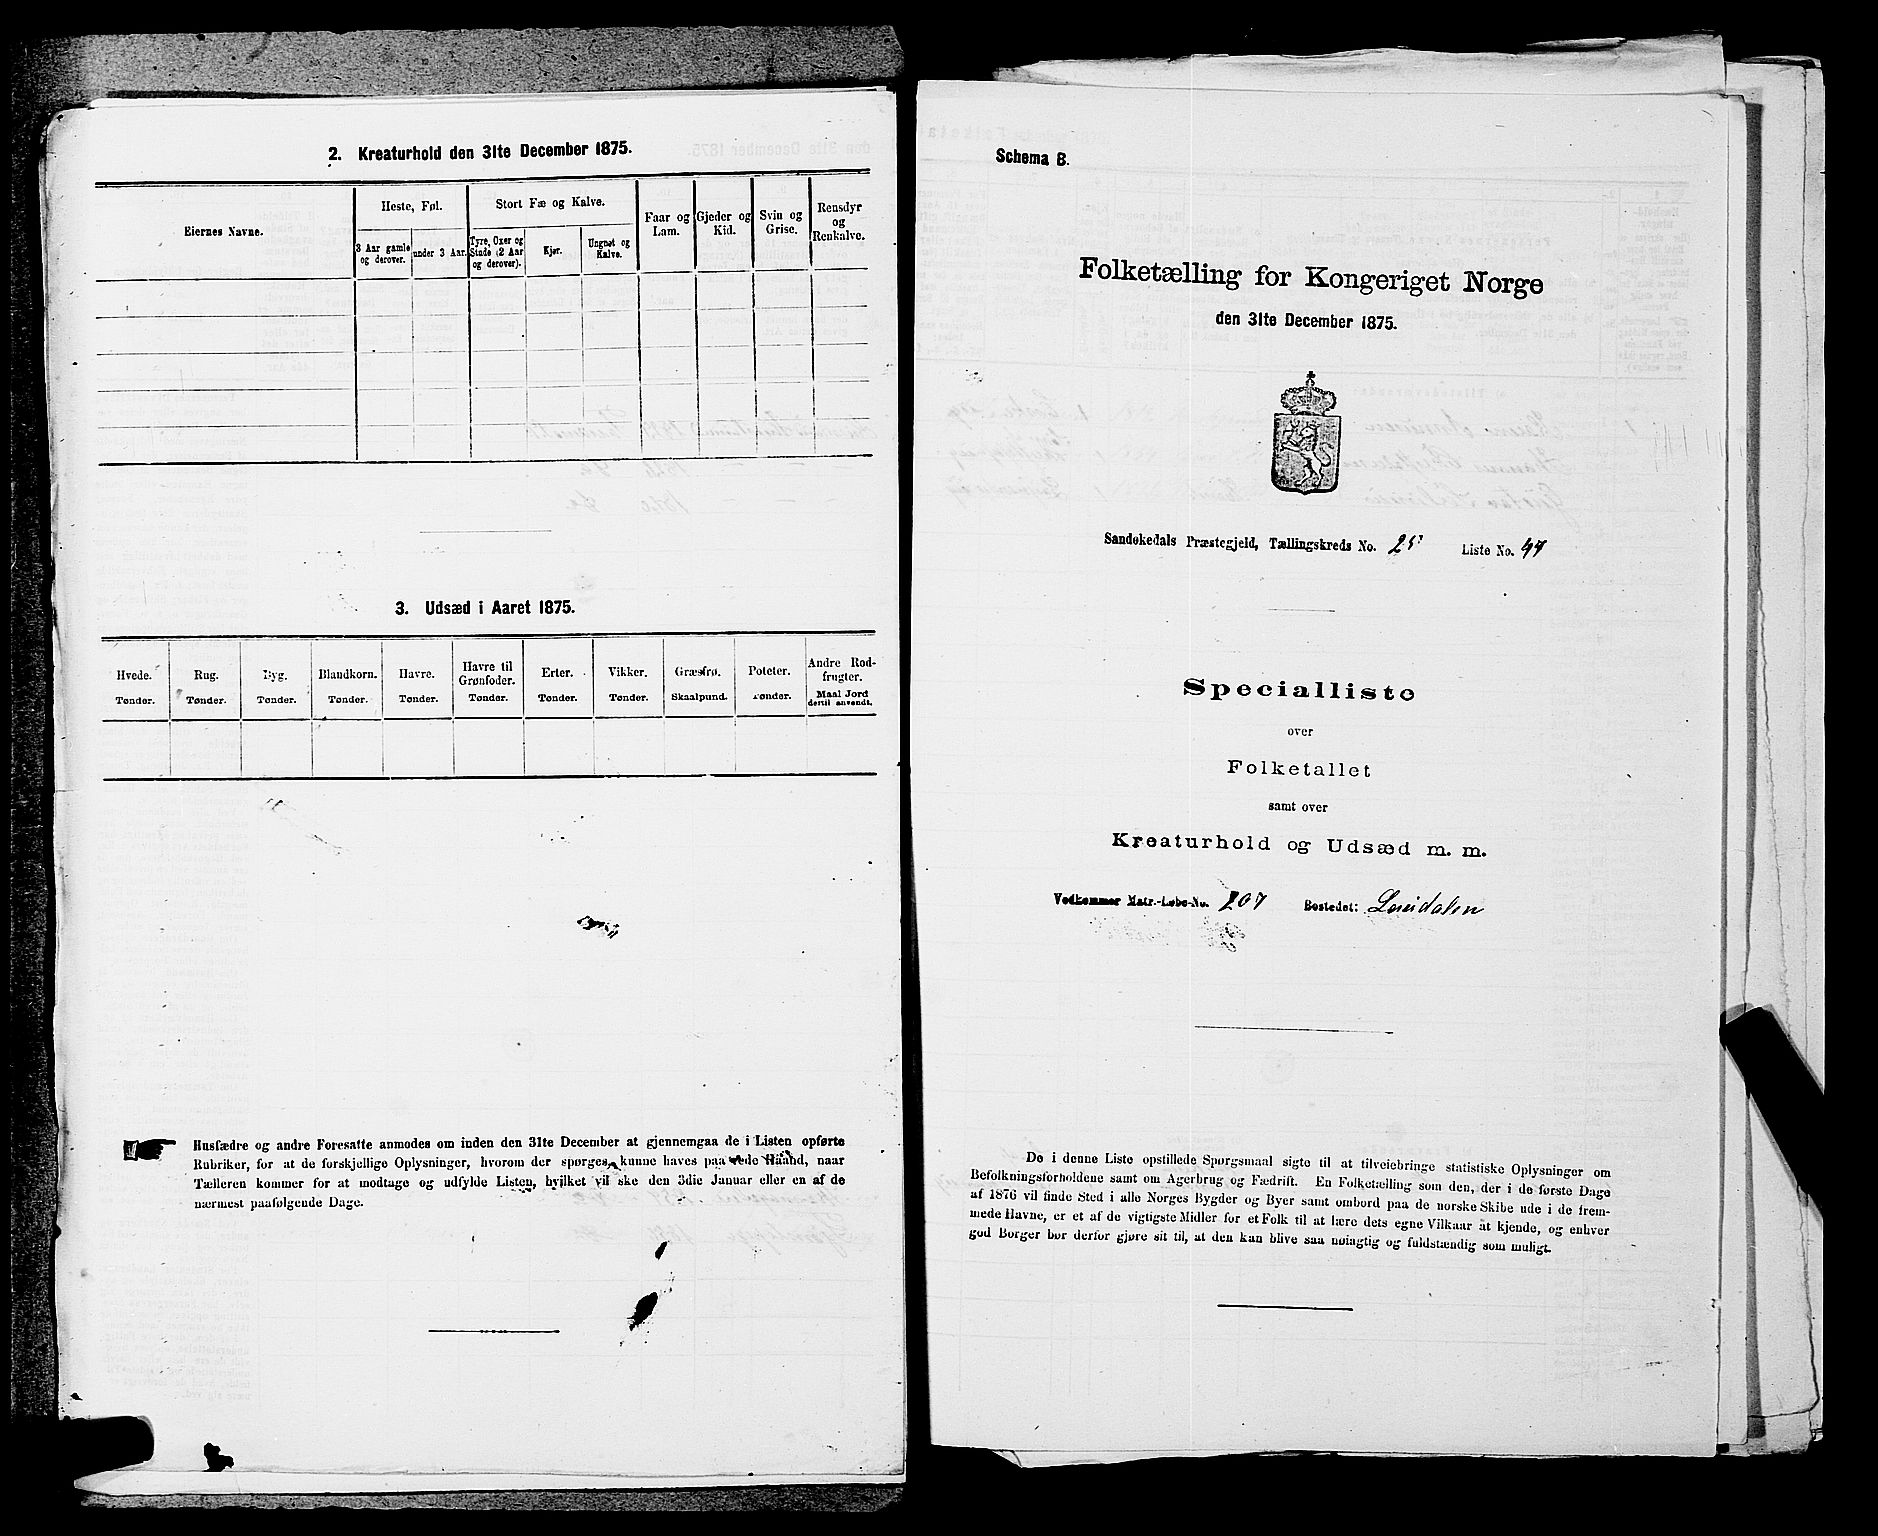 2. Kreaturhold den 31te December 1875.
Eiernes Navne.
Heste, Føl.
3 Aar gamle og derover.
under 3 Aar.
Stort Fæ og Kalve.
Tyre, Oxer og Stude (2 Aar og derover).
Kjør.
Ungnøt og Kalve.
Faar og Lam.
Gjeder og Kid.
Svin og Grise.
Rensdyr og Renkalve.
3. Udsæd i Aaret 1875.
Hvede. Tønder.
Rug. Tønder.
Byg. Tønder.
Blandkorn. Tønder.
Havre. Tønder.
Havre til Grønfoder. Tønder.
Erter. Tønder.
Vikker. Tønder.
Græsfrø. Skaalpund.
Poteter. Tønder.
Andre Rodfrugter. Maal Jord dertil anvendt.
Husfædre og andre Foresatte anmodes om inden den 31te December at gjennemgaa de i Listen opførte
Rubriker, for at de forskjellige Oplysninger, hvorom der spørges, kunne haves paa rede Haand, naar
Tælleren kommer for at modtage og udfylde Listen, hvilket vil ske den 3die Januar eller en af de
nærmest paafølgende Dage.
Schema B.
Folketælling for Kongeriget Norge
den 31te December 1875.
Sandøkedals Præstegjeld, Tællingskreds No. 2 Liste No. 47
Specialliste
over
Folketallet
samt over
Kreaturhold og Udsæd m. m.
Vedkommer Matr.-Løbe-No. 207 Bostedet:
De i denne Liste opstillede Spørgsmaal sigte til at tilveiebringe statistiske Oplysninger om
Befolkningsforholdene samt om Agerbrug og Fædrift. En Folketælling som den, der i de første Dage
af 1876 vil finde Sted i alle Norges Bygder og Byer samt ombord paa de norske Skibe ude i de frem-
mede Havne, er et af de vigtigste Midler for et Folk til at lære dets egne Vilkaar at kjende, og enhver
god Borger bør derfor gjøre sit til, at den kan blive saa nøiagtig og fuldstændig som muligt.